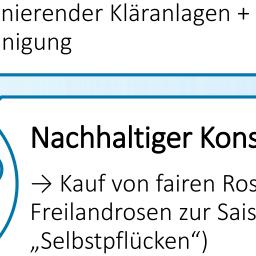 nierender Kläranlagen +
nigung
Nachhaltiger Kons
→ Kauf von fairen Ros
Freilandrosen zur Sais
„Selbstpflücken“)